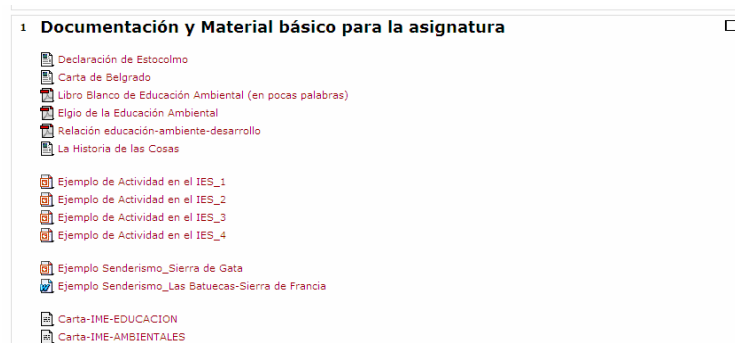 1 Documentación y Material básico para la asignatura
Declaración de Estocolmo
Carta de Belgrado
Libro Blanco de Educación Ambiental (en pocas palabras)
Elgio de la Educación Ambiental
Relación educación-ambiente-desarrollo
La Historia de las Cosas
Ejemplo de Actividad en el IES_1
Ejemplo de Actividad en el IES_2
Ejemplo de Actividad en el IES_3
Ejemplo de Actividad en el IES_4
Ejemplo Senderismo_Sierra de Gata
Ejemplo Senderismo_Las Batuecas-Sierra de Francia
Carta-IME-EDUCACION
Carta-IME-AMBIENTALES